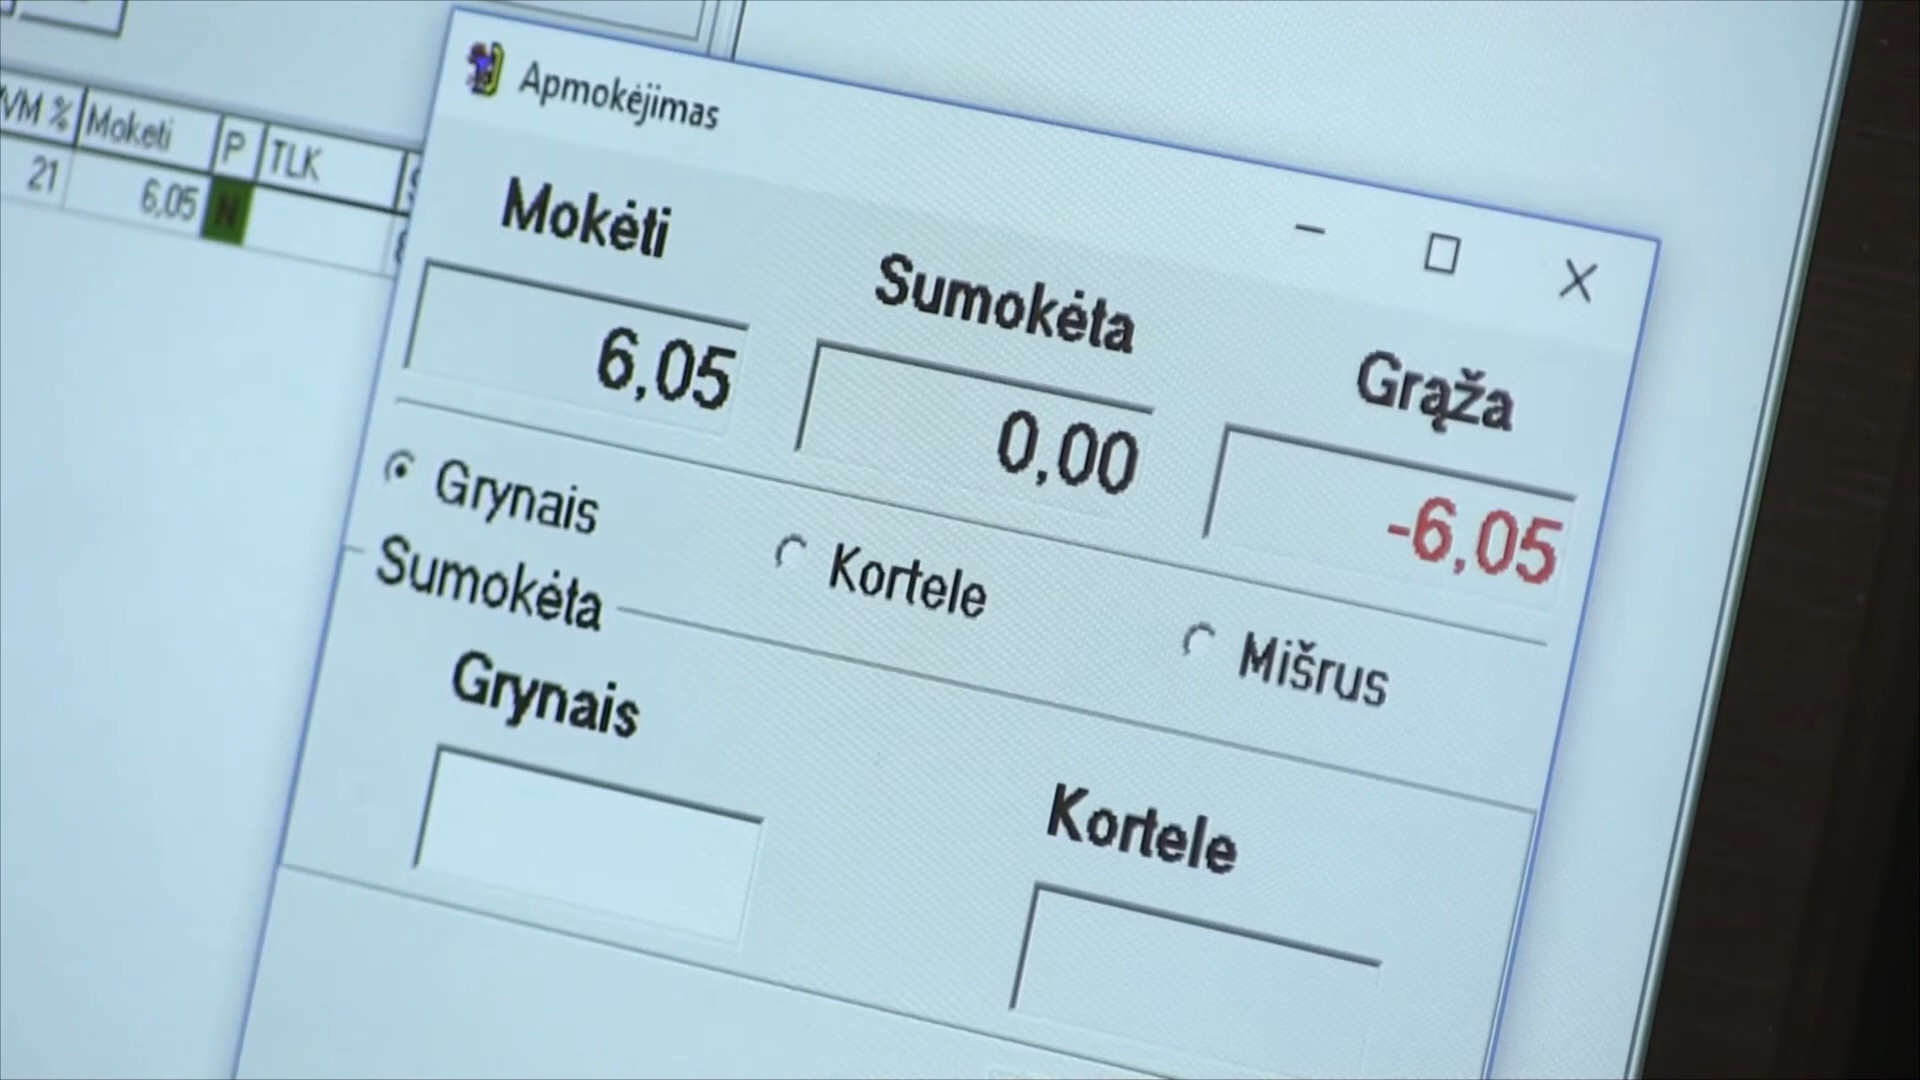 Apmokėjimas
VM % Moketi P TLK
21 6,05 N
Mokėti Sumokėta Grąža
6,05 0,00 -6,05
Grynais Kortele Mišrus
Sumokėta
Grynais Kortele